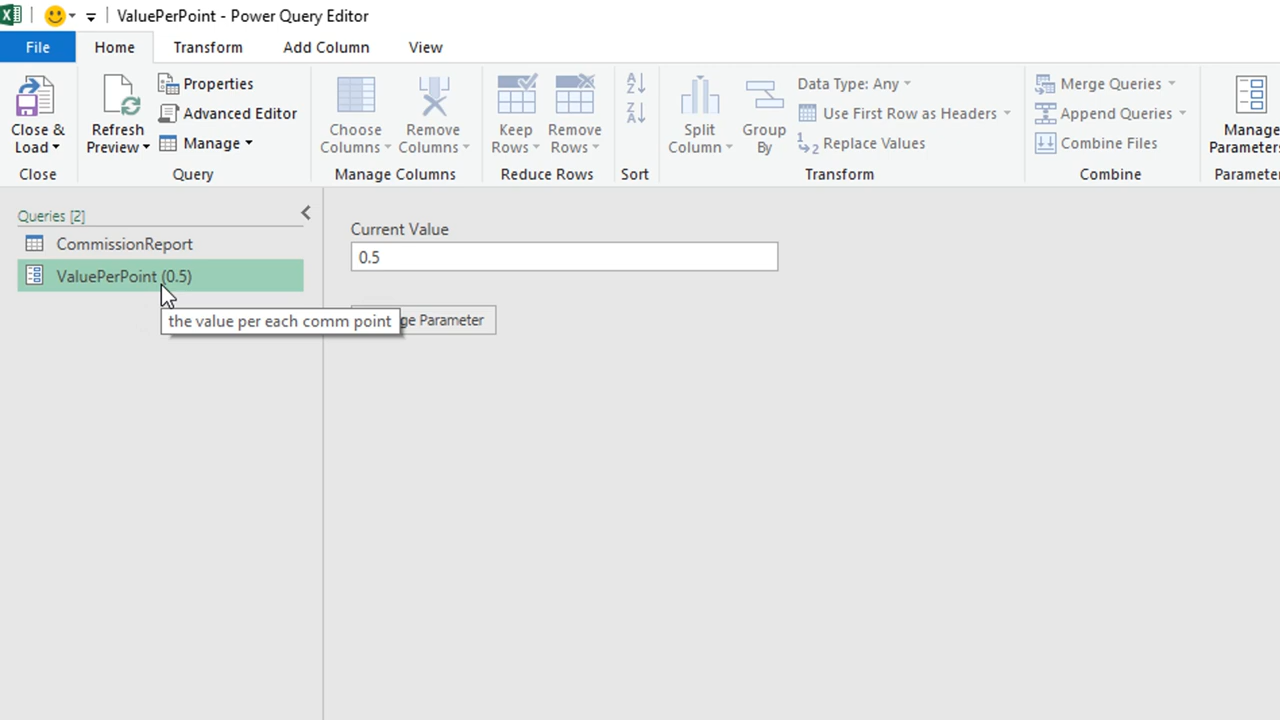 ValuePerPoint - Power Query Editor
File Home Transform Add Column View
Close & Load
Refresh Preview
Properties
Advanced Editor
Manage
Choose Columns
Remove Columns
Keep Rows
Remove Rows
A Z
Z A
Split Column
Group By
Data Type: Any
Use First Row as Headers
1 2 Replace Values
Merge Queries
Append Queries
Combine Files
Manage Parameters
Close Query Manage Columns Reduce Rows Sort Transform Combine
Queries [2]
CommissionReport
ValuePerPoint (0.5)
the value per each comm point
Current Value
0.5
Parameter